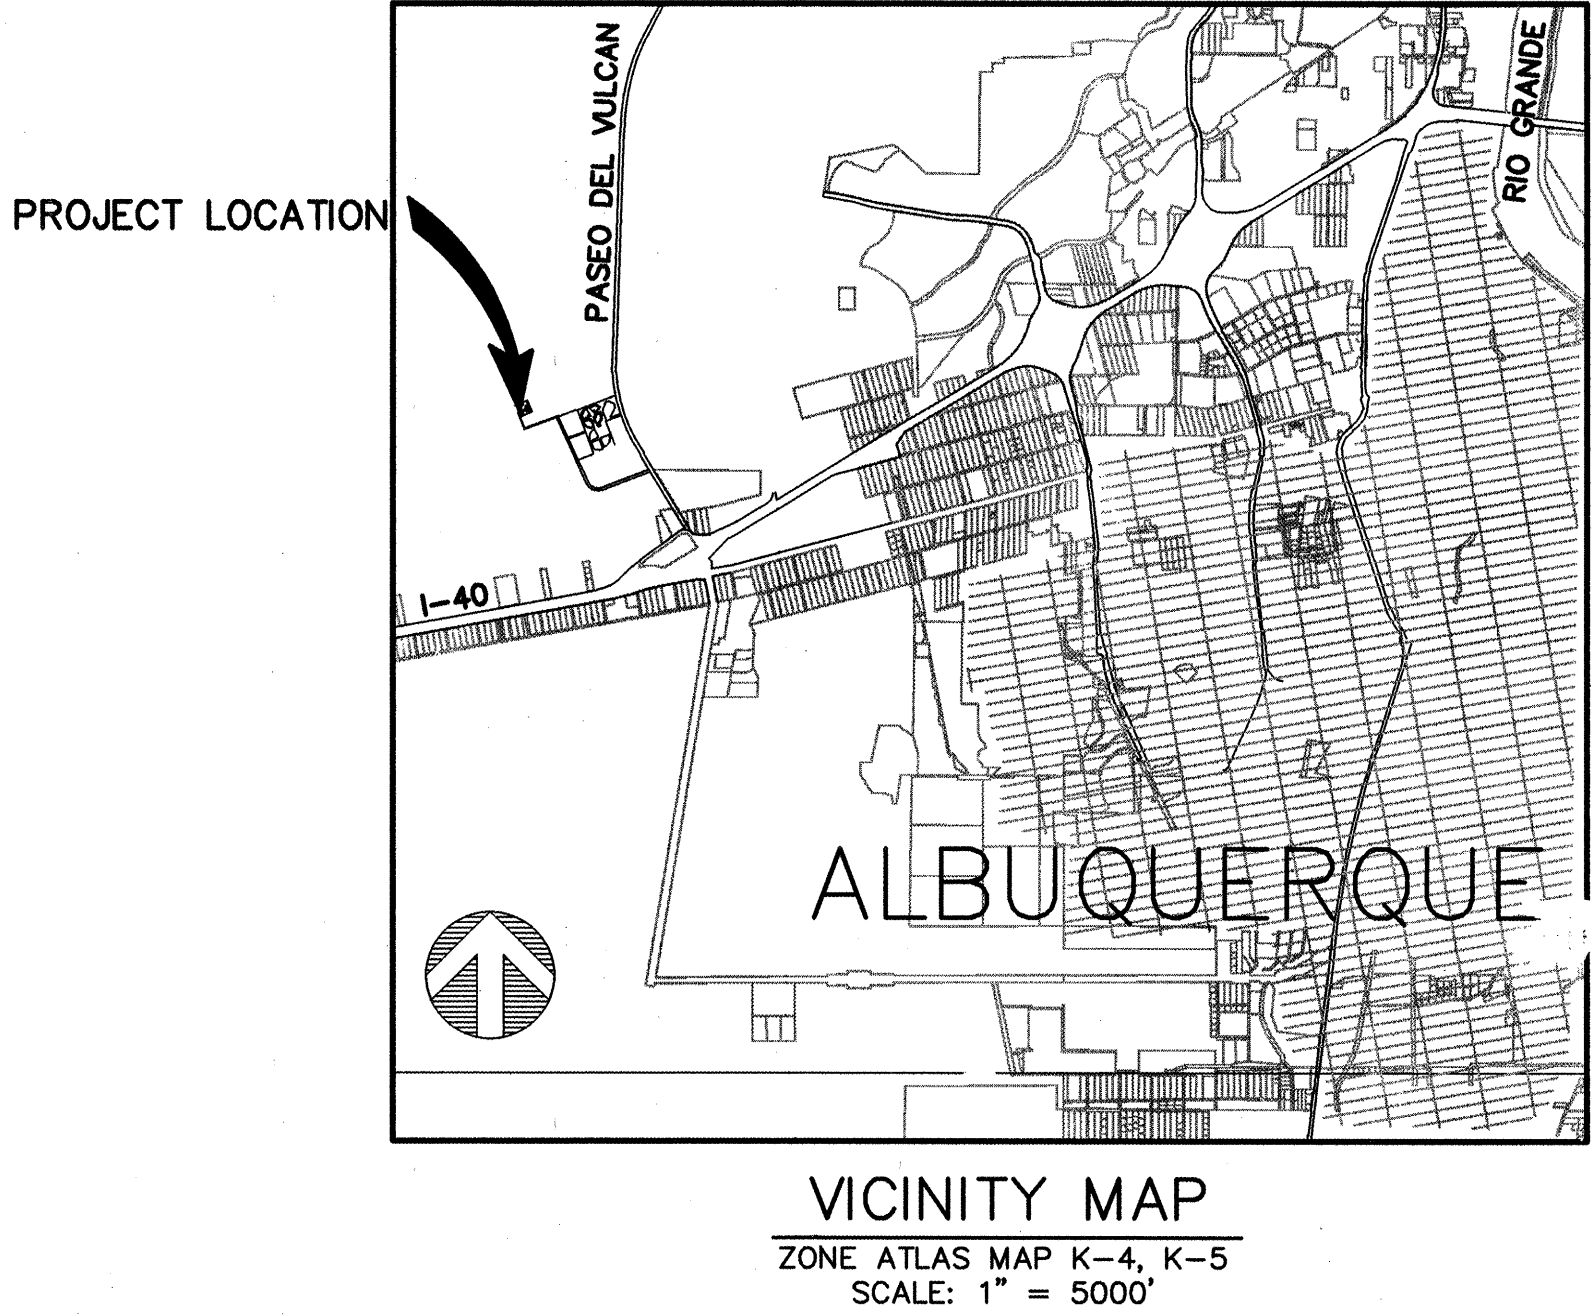 PROJECT LOCATION
PASEO DEL VULCAN
RIO GRANDE
I-40
ALBUQUERQUE
VICINITY MAP
ZONE ATLAS MAP K-4, K-5
SCALE: 1" = 5000'